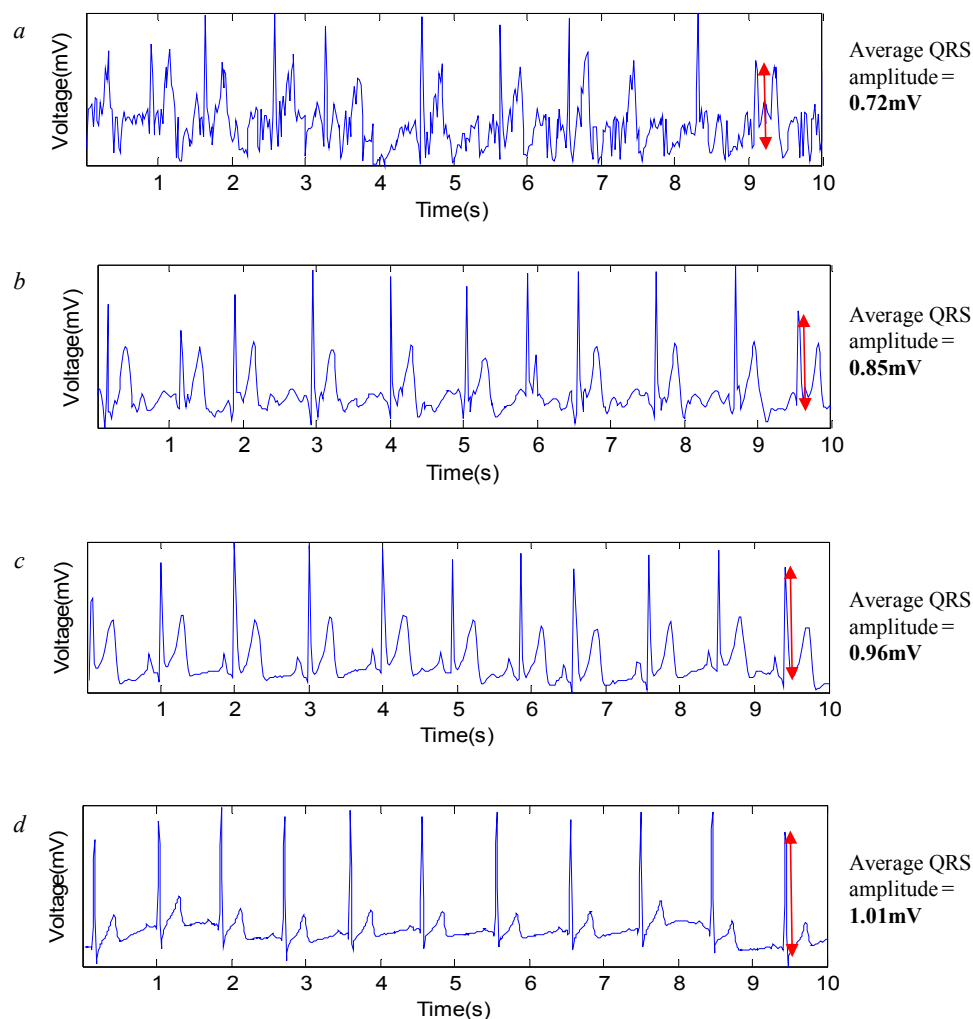 a
Voltage(mV)
1 2 3 4 5 6 7 8 9 10
Time(s)
Average QRS
amplitude =
0.72mV
b
Voltage(mV)
1 2 3 4 5 6 7 8 9 10
Time(s)
Average QRS
amplitude =
0.85mV
c
Voltage(mV)
1 2 3 4 5 6 7 8 9 10
Time(s)
Average QRS
amplitude =
0.96mV
d
Voltage(mV)
1 2 3 4 5 6 7 8 9 10
Time(s)
Average QRS
amplitude =
1.01mV